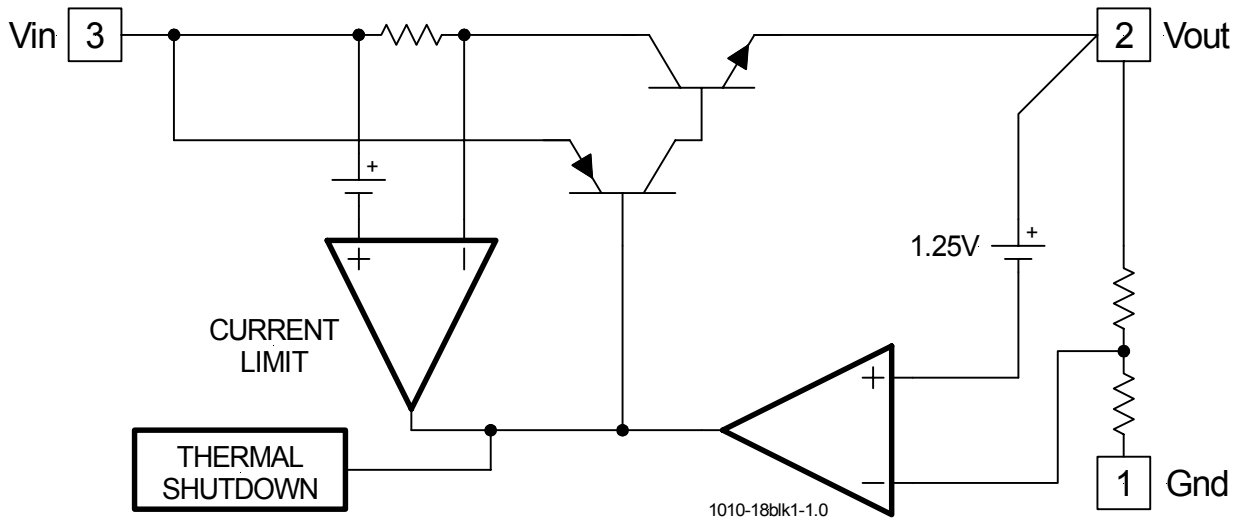 Vin 3
2 Vout
+
+ −
1.25V +
CURRENT
LIMIT
+
THERMAL
SHUTDOWN
−
1 Gnd
1010-18blk1-1.0